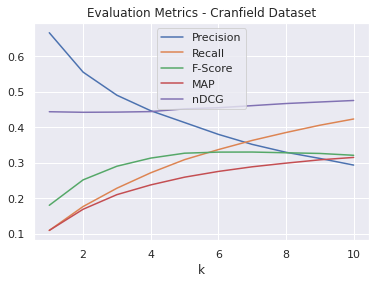 Evaluation Metrics - Cranfield Dataset
Precision
Recall
F-Score
MAP
nDCG
0.6
0.5
0.4
0.3
0.2
0.1
2 4 6 8 10
k